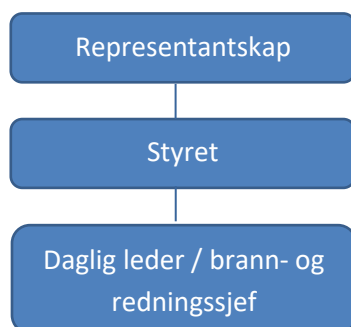 Representantskap
Styret
Daglig leder / brann- og
redningssjef